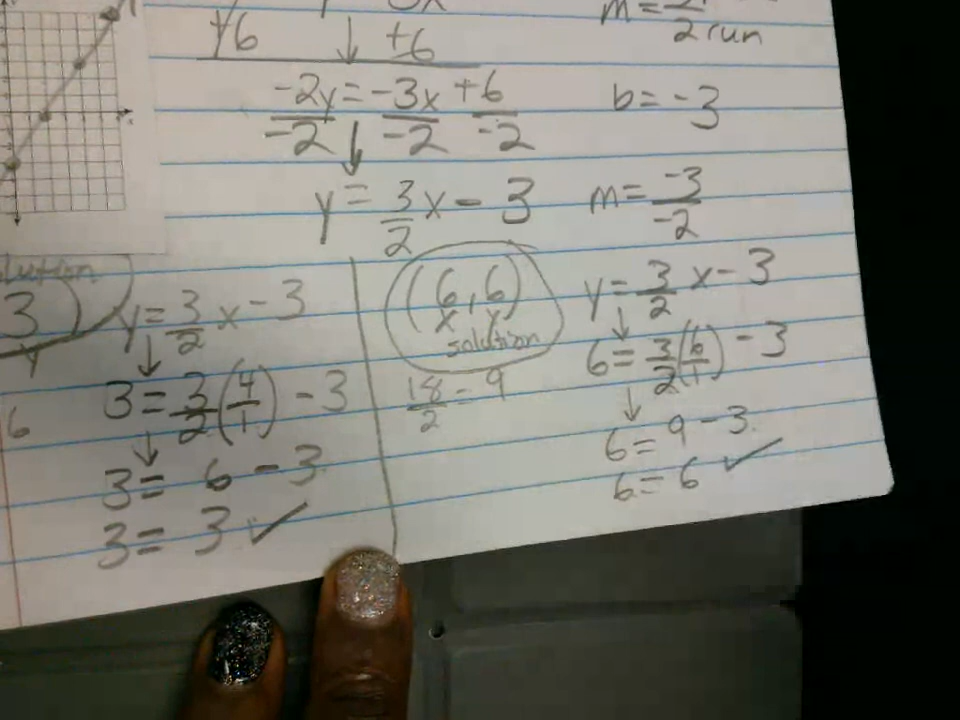 +6 ↓ +6
2 run
-2y = -3x + 6
-2 -2 -2
b = -3
y = 3/2 x - 3
m = -3/-2
3)
y
y = 3/2 x - 3
3 = 3/2 (4/1) - 3
6
3 = 6 - 3
3 = 3 ✓
(6, 6)
x y
solution
18/2 = 9
y = 3/2 x - 3
6 = 3/2 (6/1) - 3
6 = 9 - 3
6 = 6 ✓